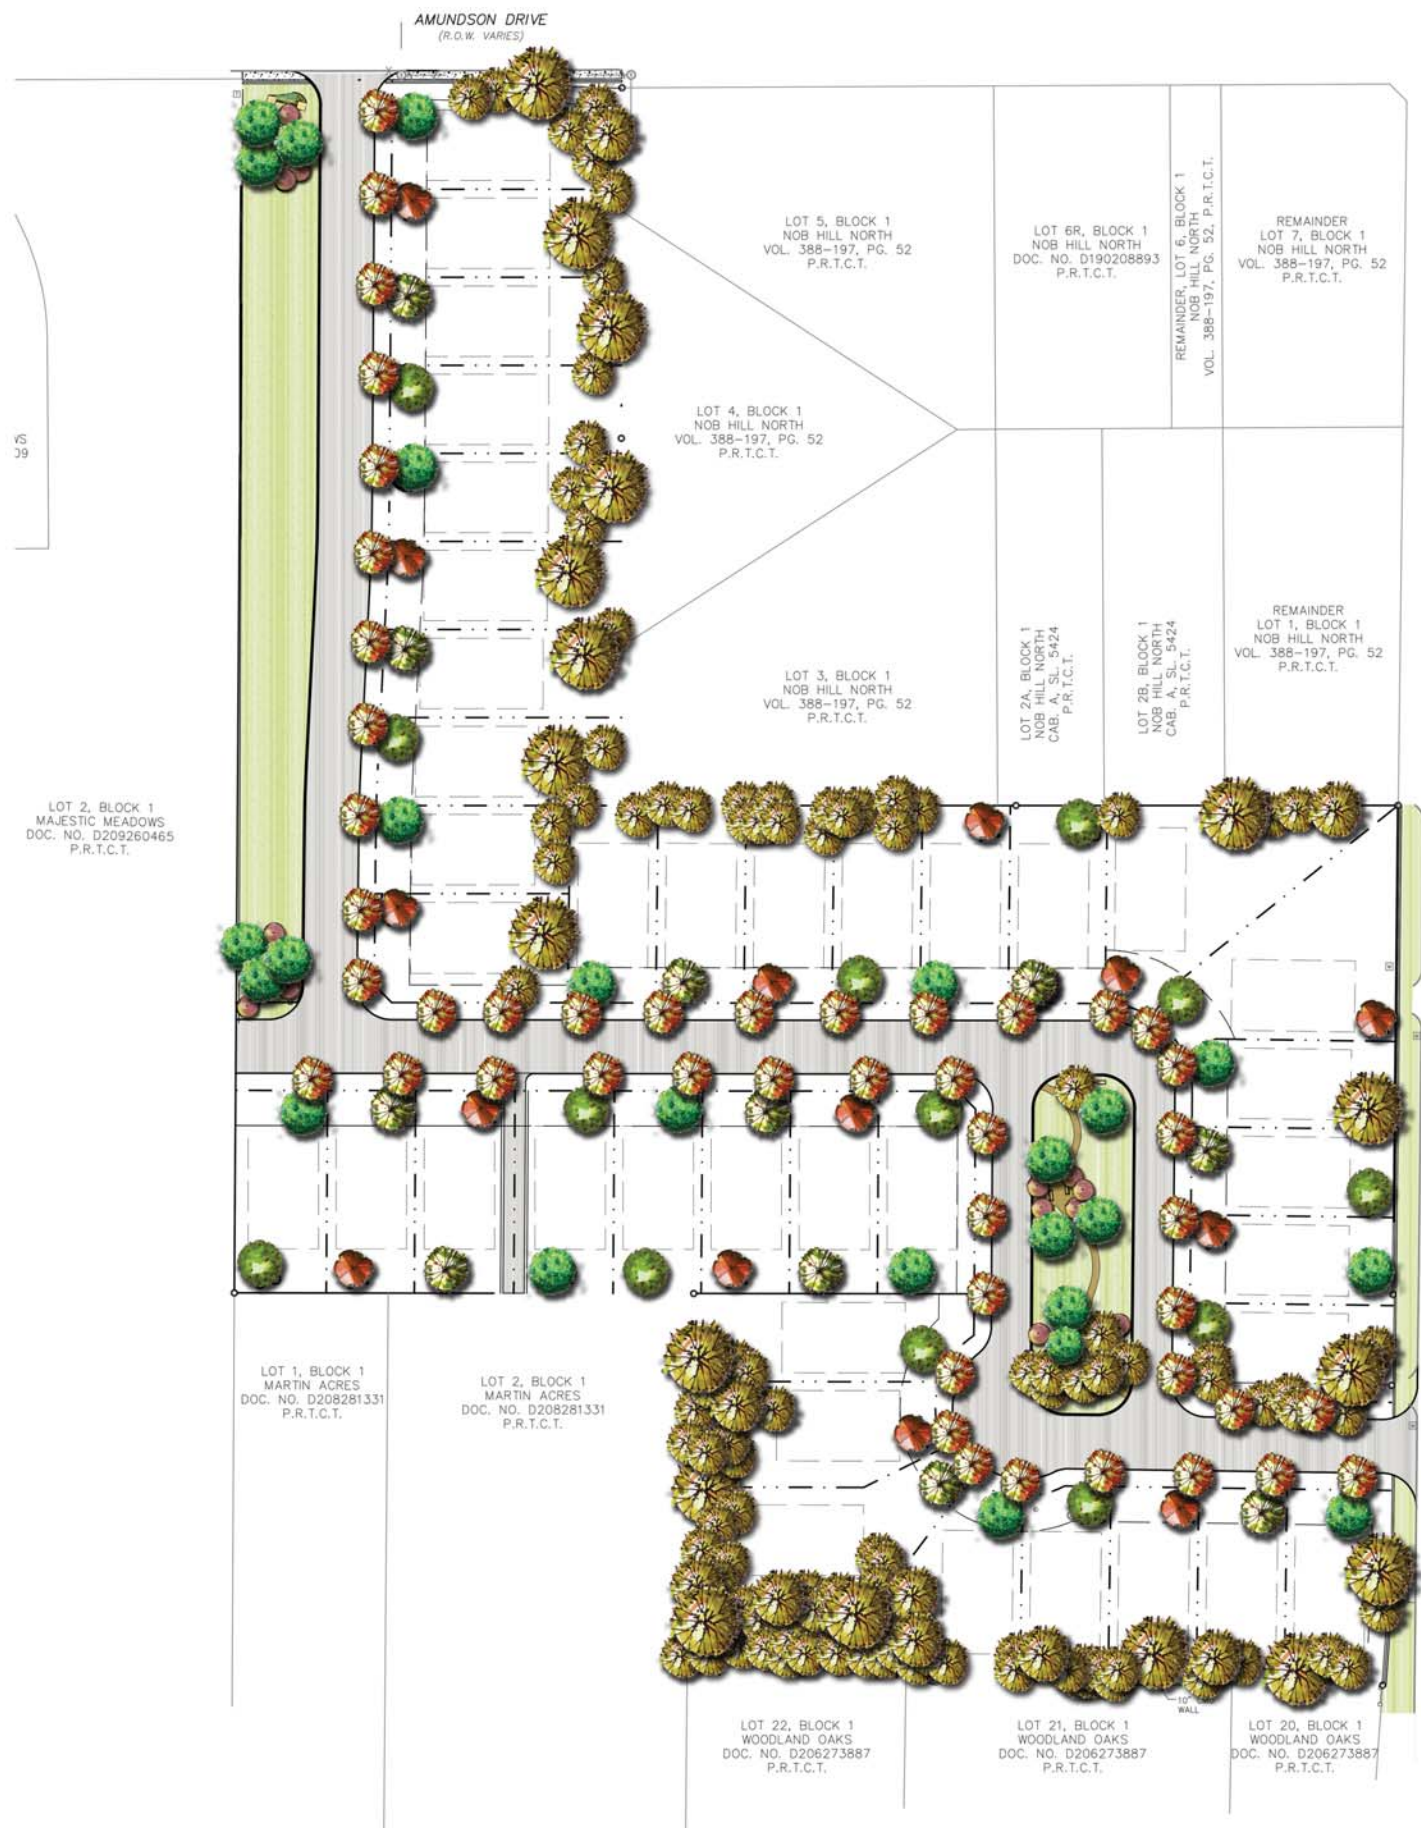 AMUNDSON DRIVE
(R.O.W. VARIES)
LOT 5, BLOCK 1
NOB HILL NORTH
VOL. 388-197, PG. 52
P.R.T.C.T.
LOT 6R, BLOCK 1
NOB HILL NORTH
DOC. NO. D190208893
P.R.T.C.T.
REMAINDER, LOT 6, BLOCK 1
NOB HILL NORTH
VOL. 388-197, PG. 52, P.R.T.C.T.
REMAINDER
LOT 7, BLOCK 1
NOB HILL NORTH
VOL. 388-197, PG. 52
P.R.T.C.T.
LOT 4, BLOCK 1
NOB HILL NORTH
VOL. 388-197, PG. 52
P.R.T.C.T.
WS
09
LOT 3, BLOCK 1
NOB HILL NORTH
VOL. 388-197, PG. 52
P.R.T.C.T.
LOT 2A, BLOCK 1
NOB HILL NORTH
CAB. A, SL. 5424
P.R.T.C.T.
LOT 2B, BLOCK 1
NOB HILL NORTH
CAB. A, SL. 5424
P.R.T.C.T.
REMAINDER
LOT 1, BLOCK 1
NOB HILL NORTH
VOL. 388-197, PG. 52
P.R.T.C.T.
LOT 2, BLOCK 1
MAJESTIC MEADOWS
DOC. NO. D209260465
P.R.T.C.T.
LOT 1, BLOCK 1
MARTIN ACRES
DOC. NO. D208281331
P.R.T.C.T.
LOT 2, BLOCK 1
MARTIN ACRES
DOC. NO. D208281331
P.R.T.C.T.
10'
WALL
LOT 22, BLOCK 1
WOODLAND OAKS
DOC. NO. D206273887
P.R.T.C.T.
LOT 21, BLOCK 1
WOODLAND OAKS
DOC. NO. D206273887
P.R.T.C.T.
LOT 20, BLOCK 1
WOODLAND OAKS
DOC. NO. D206273887
P.R.T.C.T.